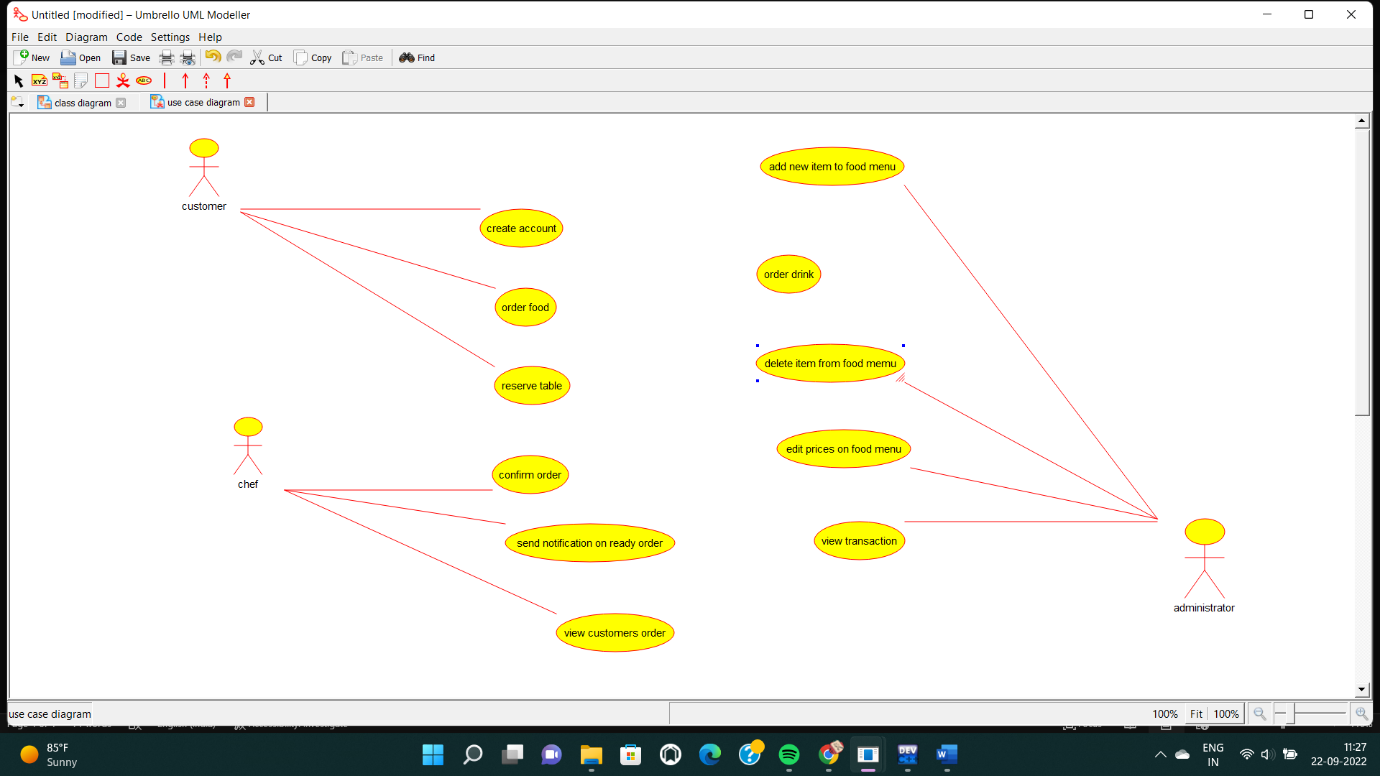 Untitled [modified] – Umbrello UML Modeller
File Edit Diagram Code Settings Help
New Open Save Cut Copy Paste Find
XYZ ABC
class diagram use case diagram
customer
create account
order food
reserve table
chef
confirm order
send notification on ready order
view customers order
add new item to food menu
order drink
delete item from food memu
edit prices on food menu
view transaction
administrator
use case diagram
100% Fit 100%
85°F
Sunny
DEV
ENG
IN
11:27
22-09-2022